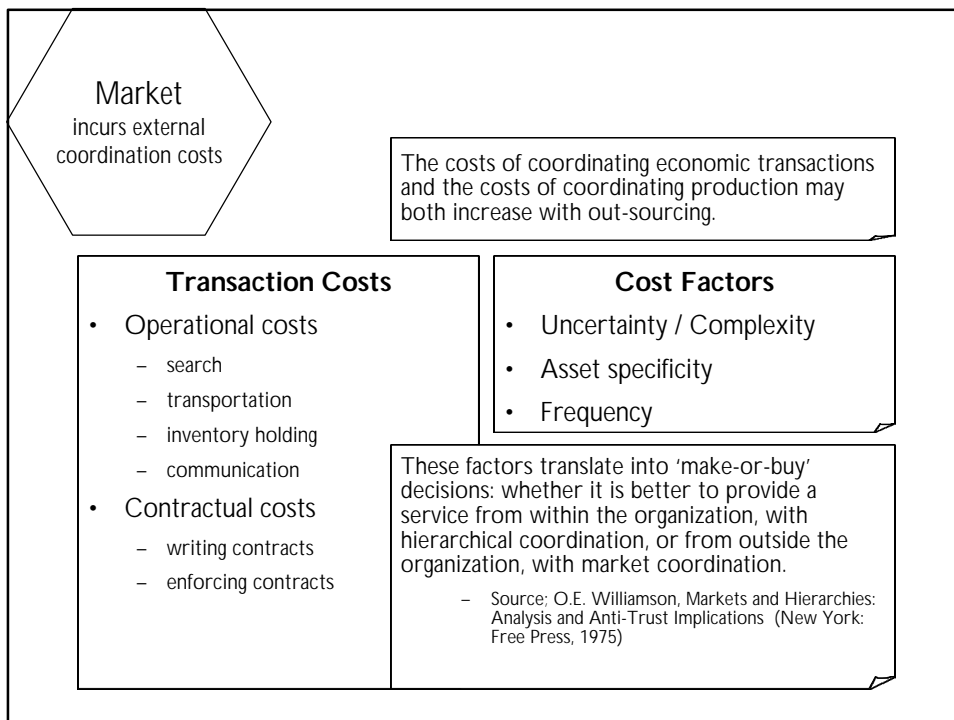 Market
incurs external
coordination costs
The costs of coordinating economic transactions
and the costs of coordinating production may
both increase with out-sourcing.
Transaction Costs
• Operational costs
– search
– transportation
– inventory holding
– communication
• Contractual costs
– writing contracts
– enforcing contracts
Cost Factors
• Uncertainty / Complexity
• Asset specificity
• Frequency
These factors translate into ‘make-or-buy’
decisions: whether it is better to provide a
service from within the organization, with
hierarchical coordination, or from outside the
organization, with market coordination.
– Source; O.E. Williamson, Markets and Hierarchies:
Analysis and Anti-Trust Implications (New York:
Free Press, 1975)